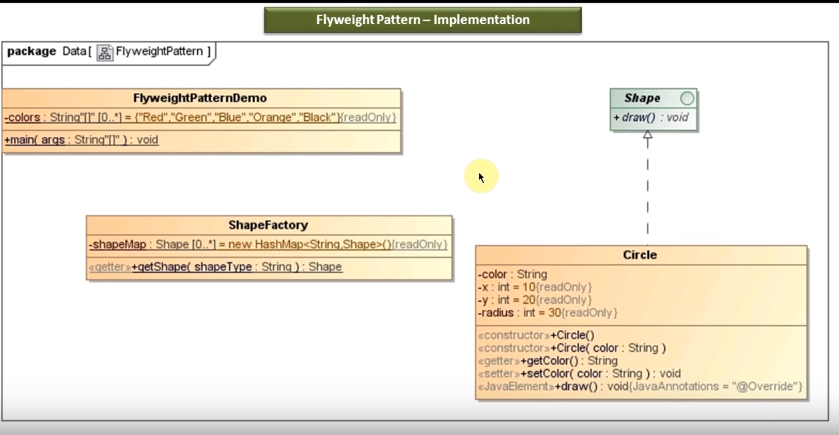 Flyweight Pattern – Implementation
package Data[ FlyweightPattern ]
FlyweightPatternDemo
-colors : String"[]" [0..*] = {"Red","Green","Blue","Orange","Black"}{readOnly}
+main( args : String"[]" ) : void
Shape
+draw() : void
ShapeFactory
-shapeMap : Shape [0..*] = new HashMap<String,Shape>(){readOnly}
«getter»+getShape( shapeType : String ) : Shape
Circle
-color : String
-x : int = 10{readOnly}
-y : int = 20{readOnly}
-radius : int = 30{readOnly}
«constructor»+Circle()
«constructor»+Circle( color : String )
«getter»+getColor() : String
«setter»+setColor( color : String ) : void
«JavaElement»+draw() : void{JavaAnnotations = "@Override"}